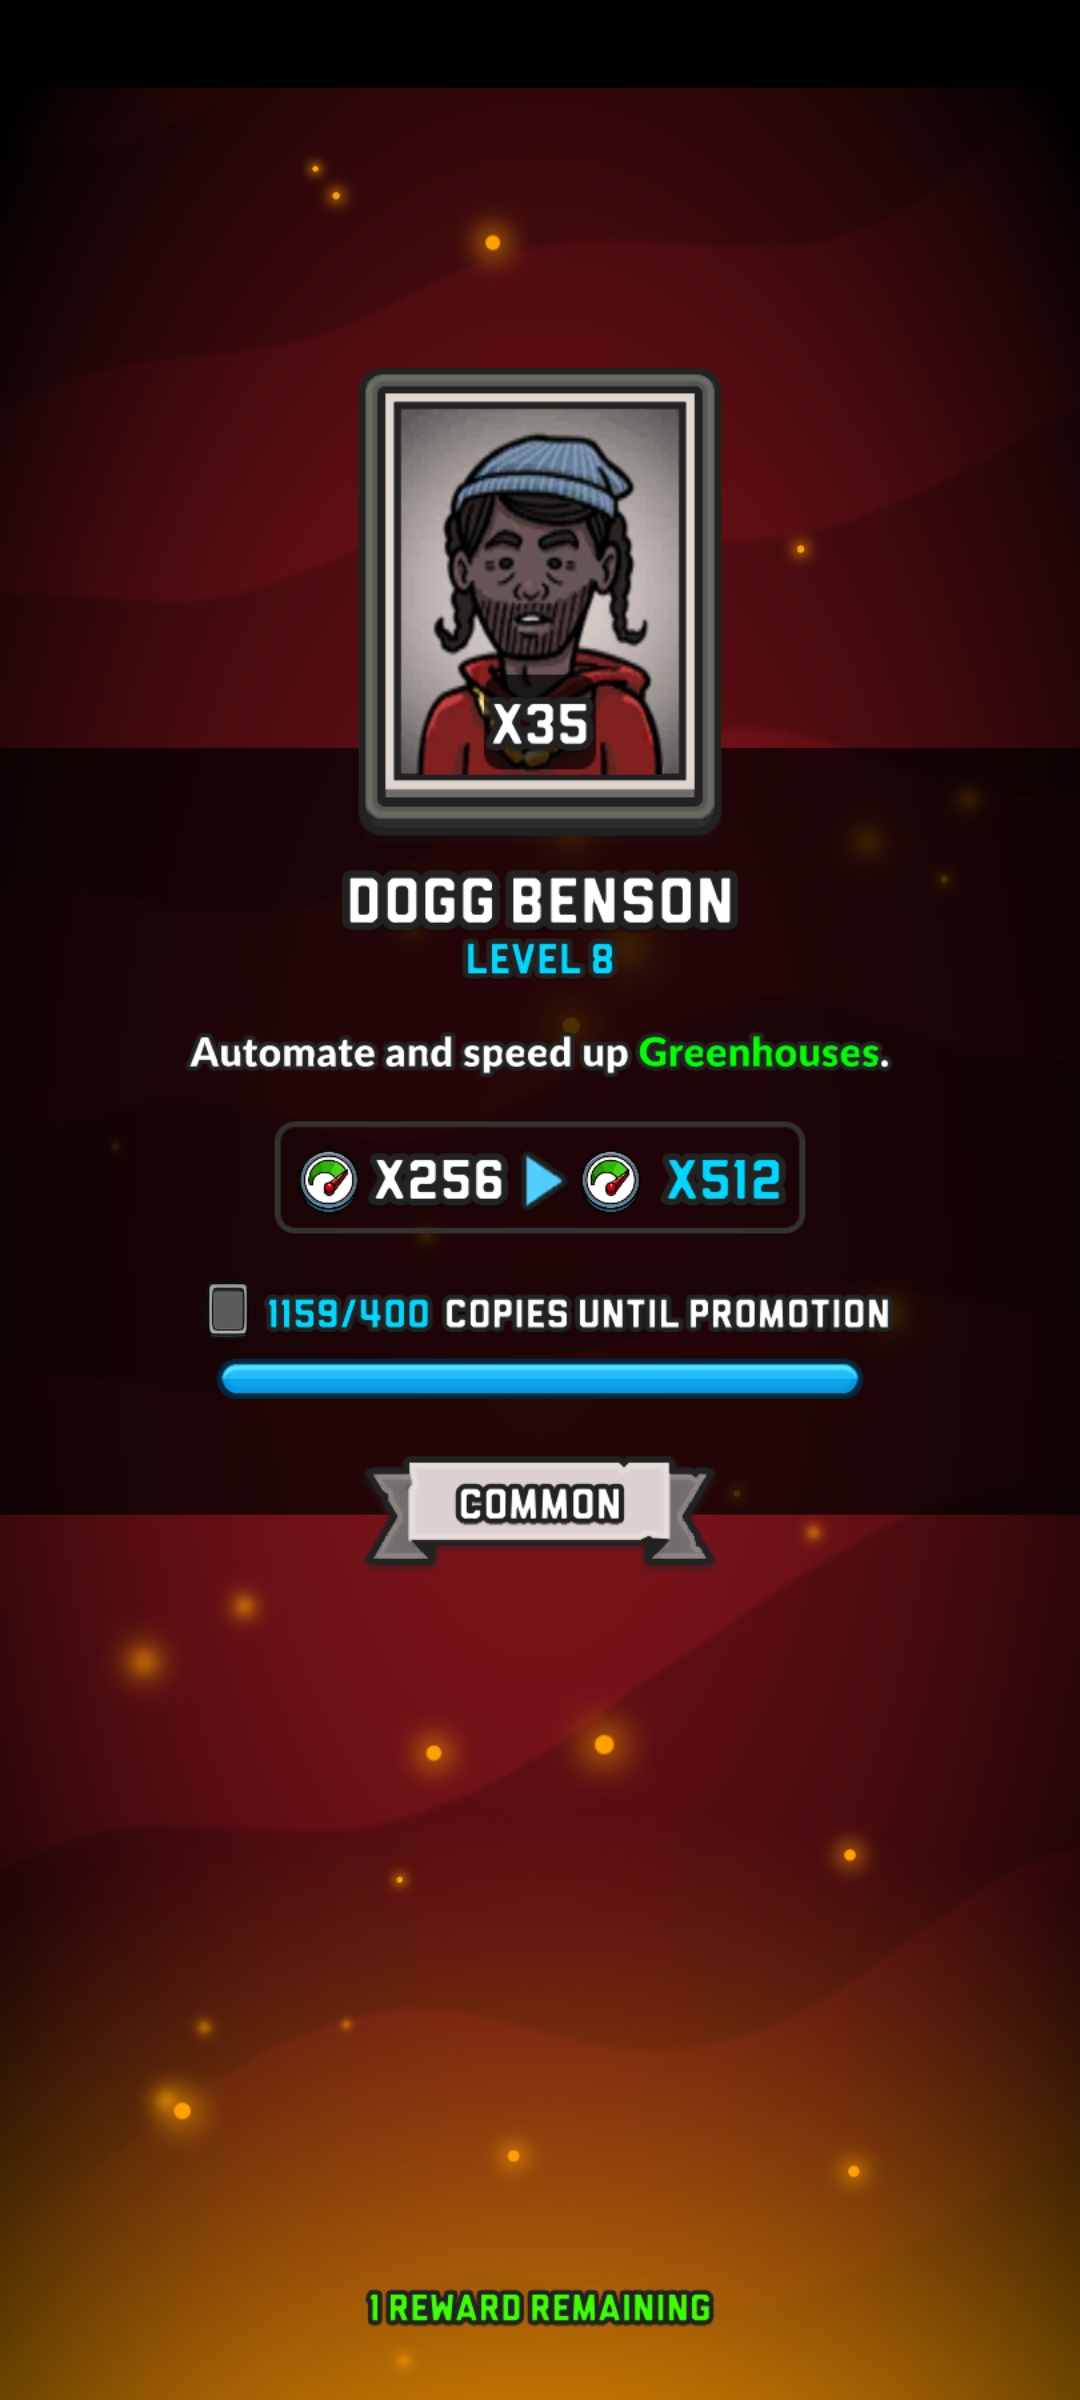 X35
DOGG BENSON
LEVEL 8
Automate and speed up Greenhouses.
X256 X512
1159/400 COPIES UNTIL PROMOTION
COMMON
1 REWARD REMAINING